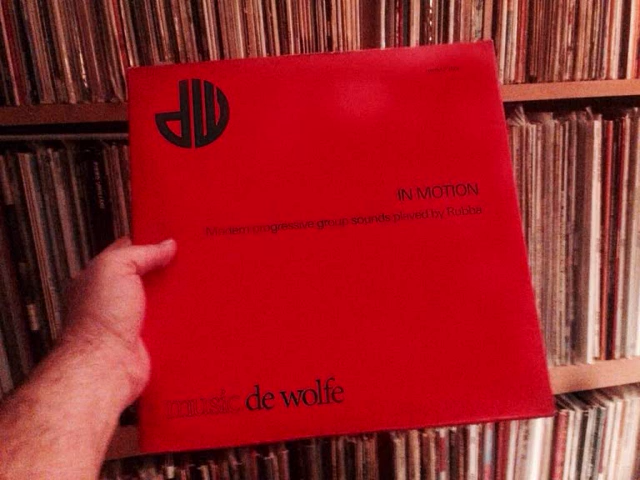 dW
IN MOTION
Modern progressive group sounds played by Rubba
music de wolfe